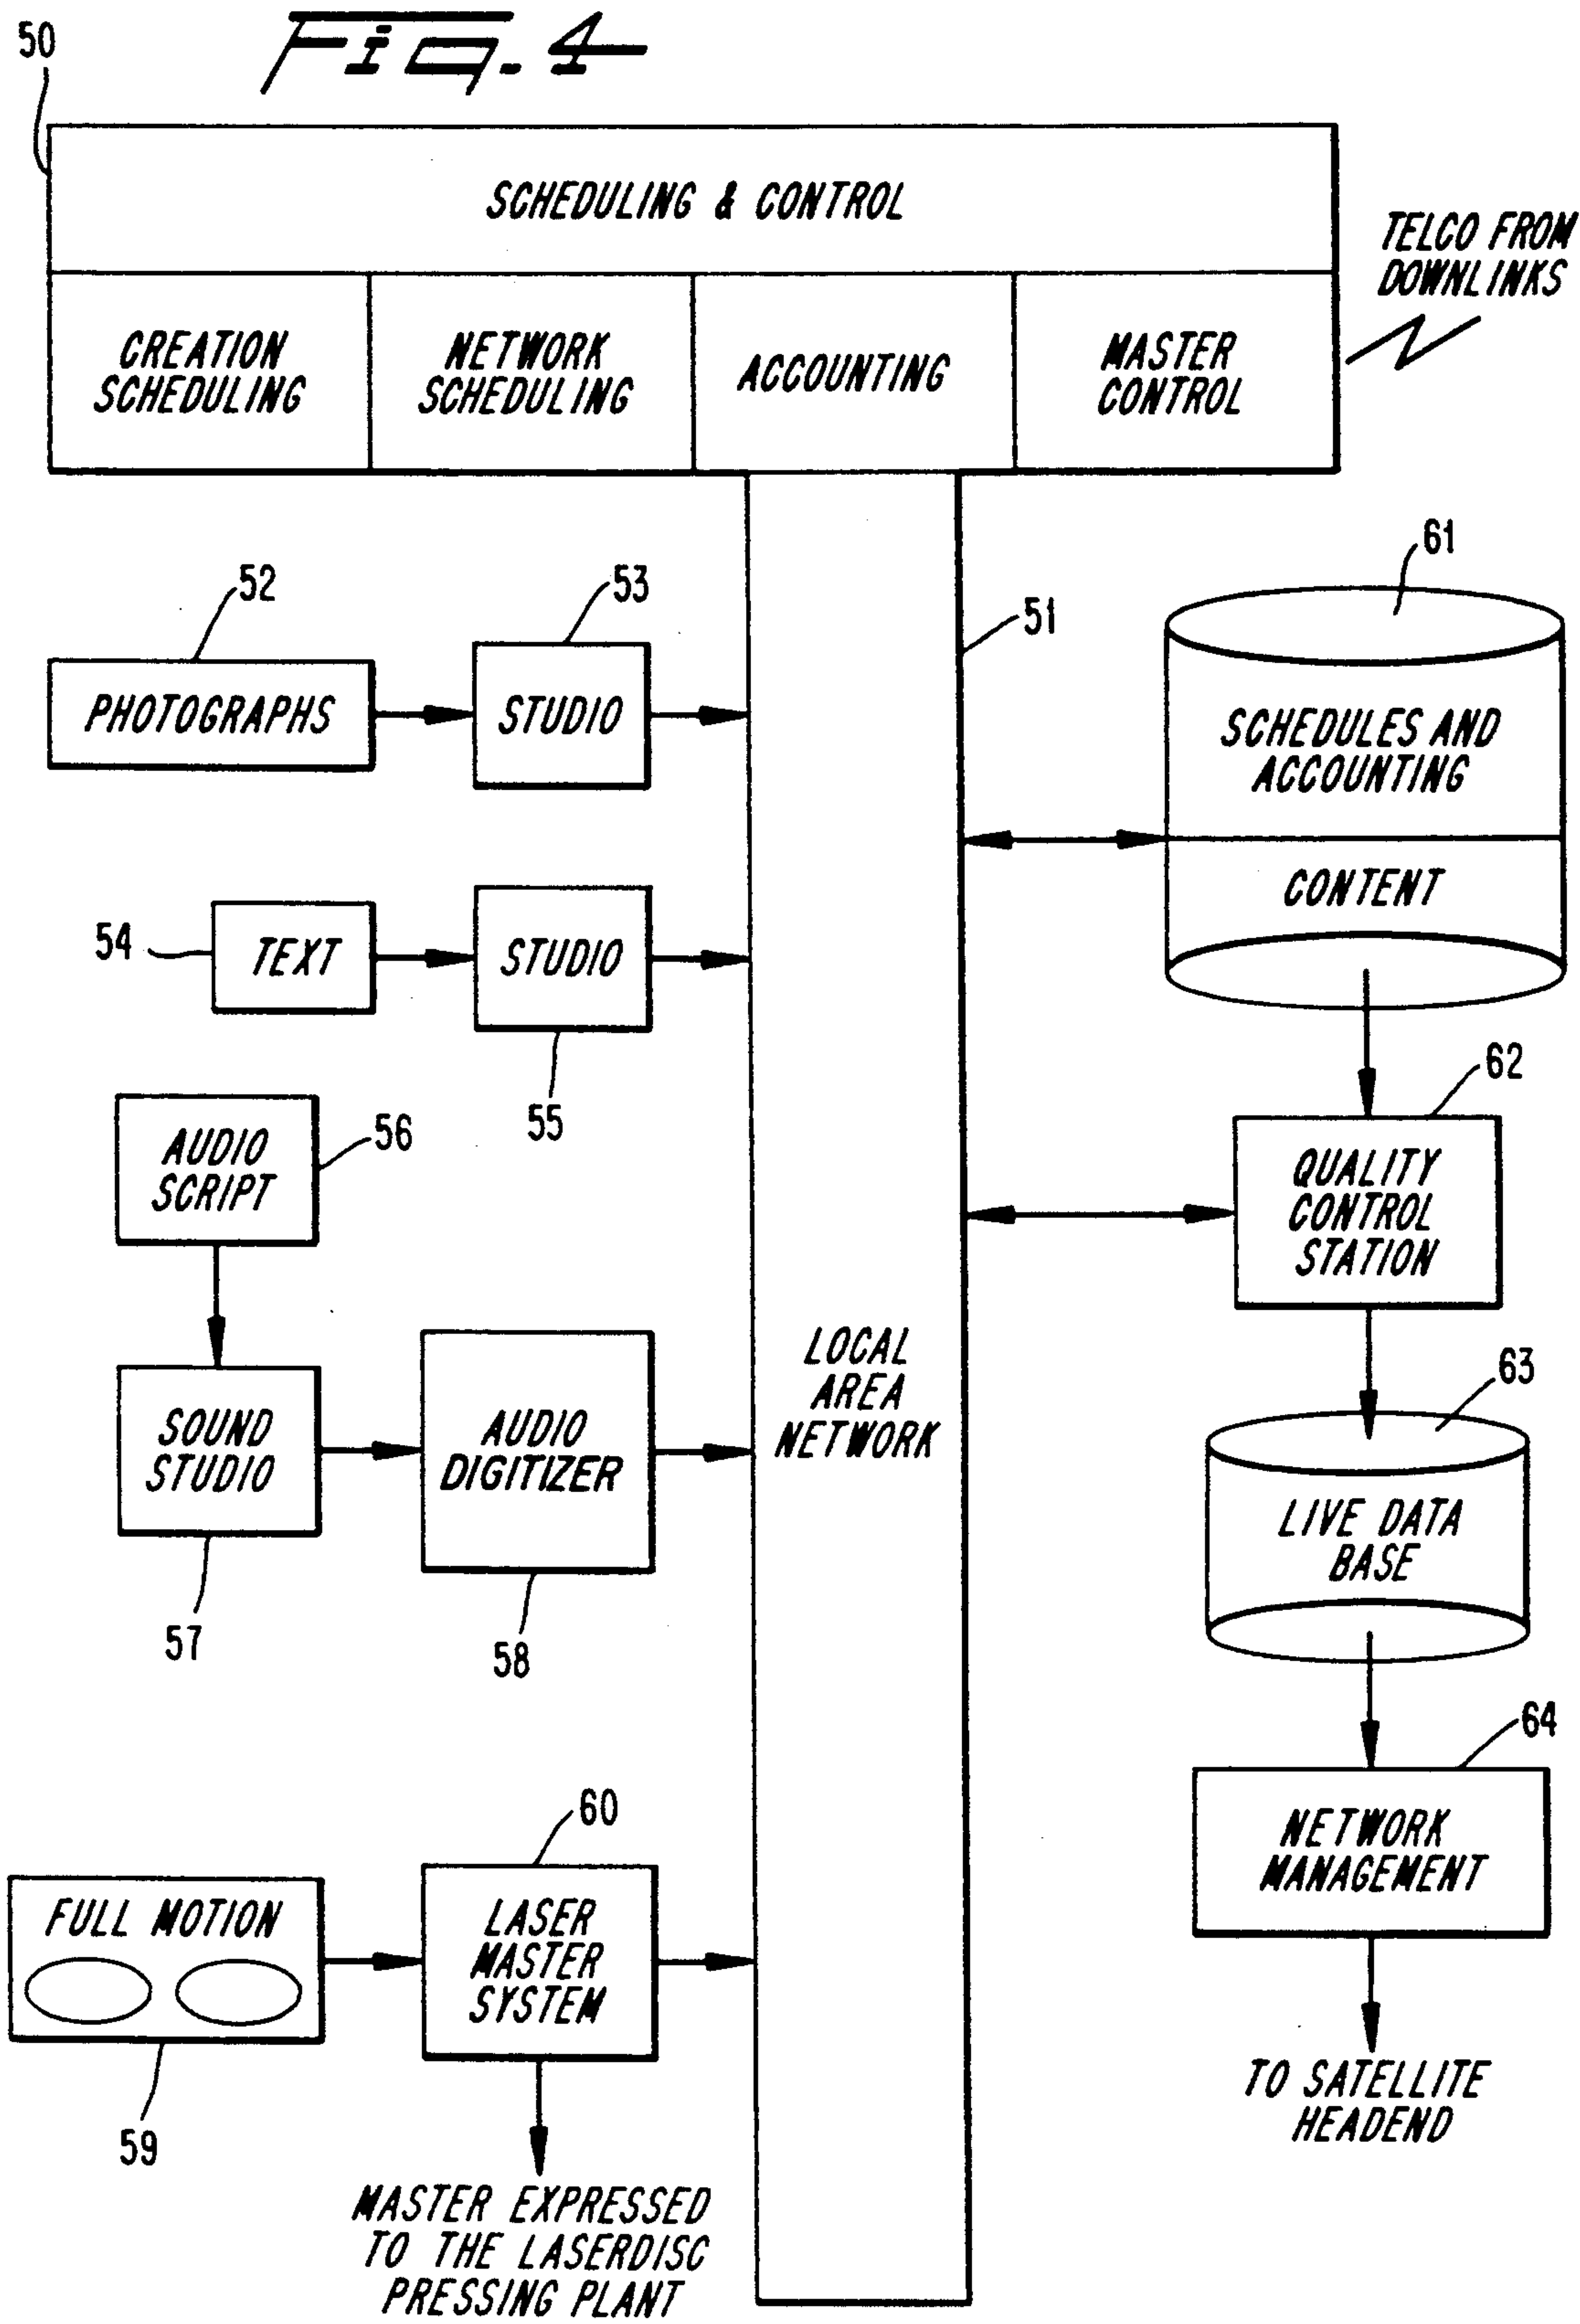 Fig. 4
50
SCHEDULING & CONTROL
TELCO FROM
DOWNLINKS
CREATION
SCHEDULING
NETWORK
SCHEDULING
ACCOUNTING
MASTER
CONTROL
52
53
51
61
PHOTOGRAPHS
STUDIO
SCHEDULES AND
ACCOUNTING
CONTENT
54
TEXT
STUDIO
55
56
AUDIO
SCRIPT
62
QUALITY
CONTROL
STATION
LOCAL
AREA
NETWORK
63
SOUND
STUDIO
AUDIO
DIGITIZER
57
58
LIVE DATA
BASE
64
NETWORK
MANAGEMENT
60
FULL MOTION
LASER
MASTER
SYSTEM
59
TO SATELLITE
HEADEND
MASTER EXPRESSED
TO THE LASERDISC
PRESSING PLANT